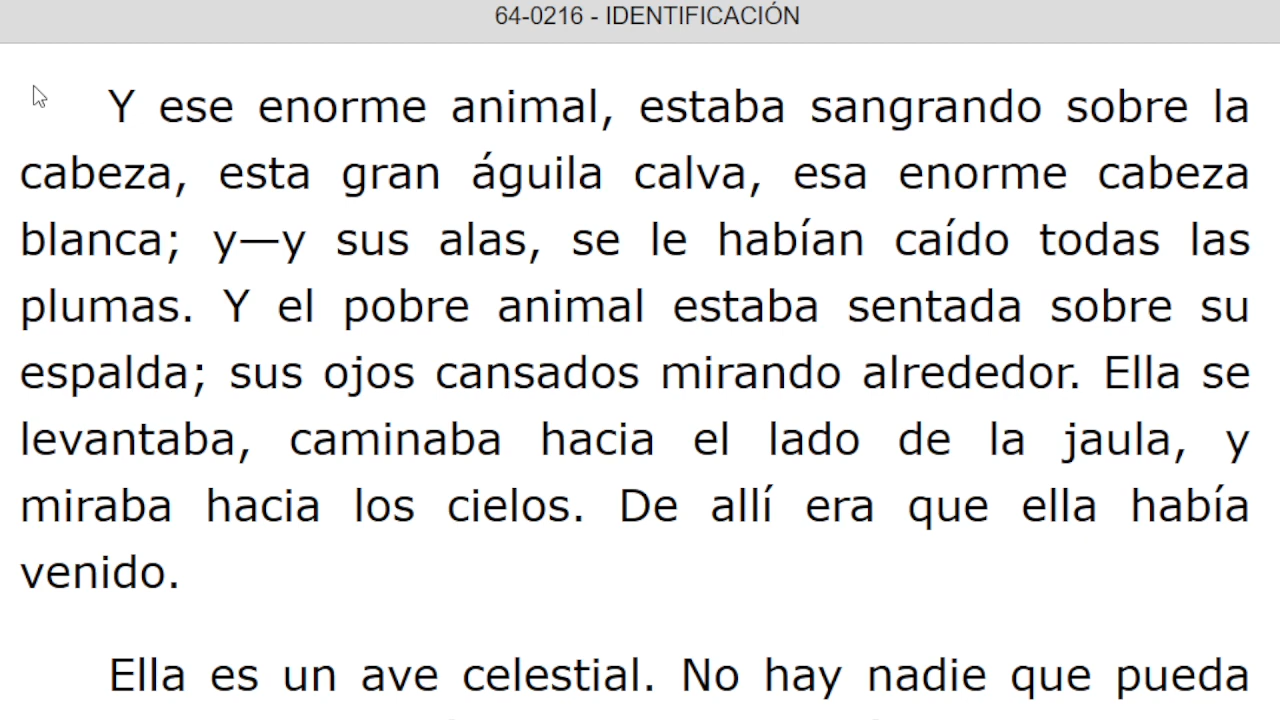 64-0216 - IDENTIFICACIÓN
Y ese enorme animal, estaba sangrando sobre la
cabeza, esta gran águila calva, esa enorme cabeza
blanca; y—y sus alas, se le habían caído todas las
plumas. Y el pobre animal estaba sentada sobre su
espalda; sus ojos cansados mirando alrededor. Ella se
levantaba, caminaba hacia el lado de la jaula, y
miraba hacia los cielos. De allí era que ella había
venido.
Ella es un ave celestial. No hay nadie que pueda